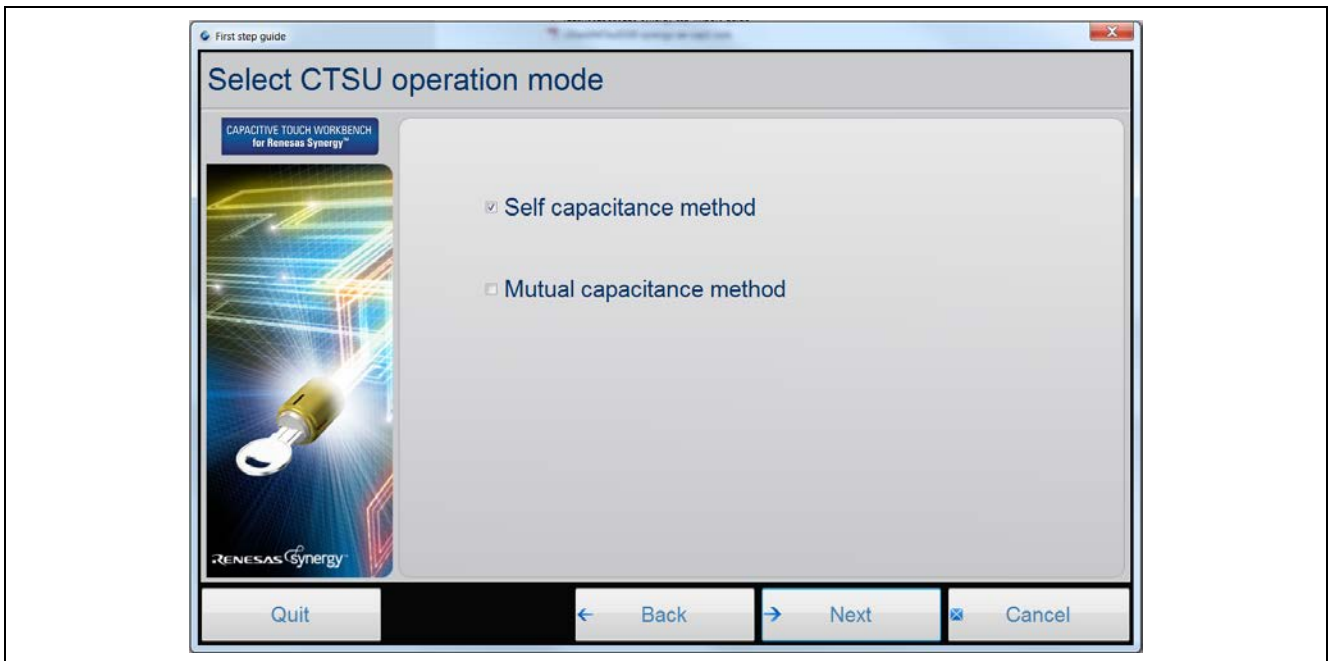 First step guide
Select CTSU operation mode
CAPACITIVE TOUCH WORKBENCH
for Renesas Synergy™
Self capacitance method
Mutual capacitance method
RENESAS Synergy™
Quit
Back
Next
Cancel